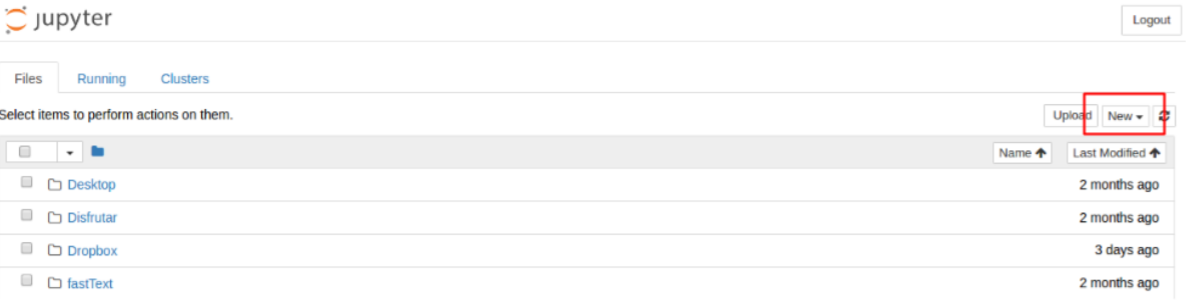 jupyter
Logout
Files Running Clusters
Select items to perform actions on them.
Upload New
Name Last Modified
Desktop 2 months ago
Disfrutar 2 months ago
Dropbox 3 days ago
fastText 2 months ago